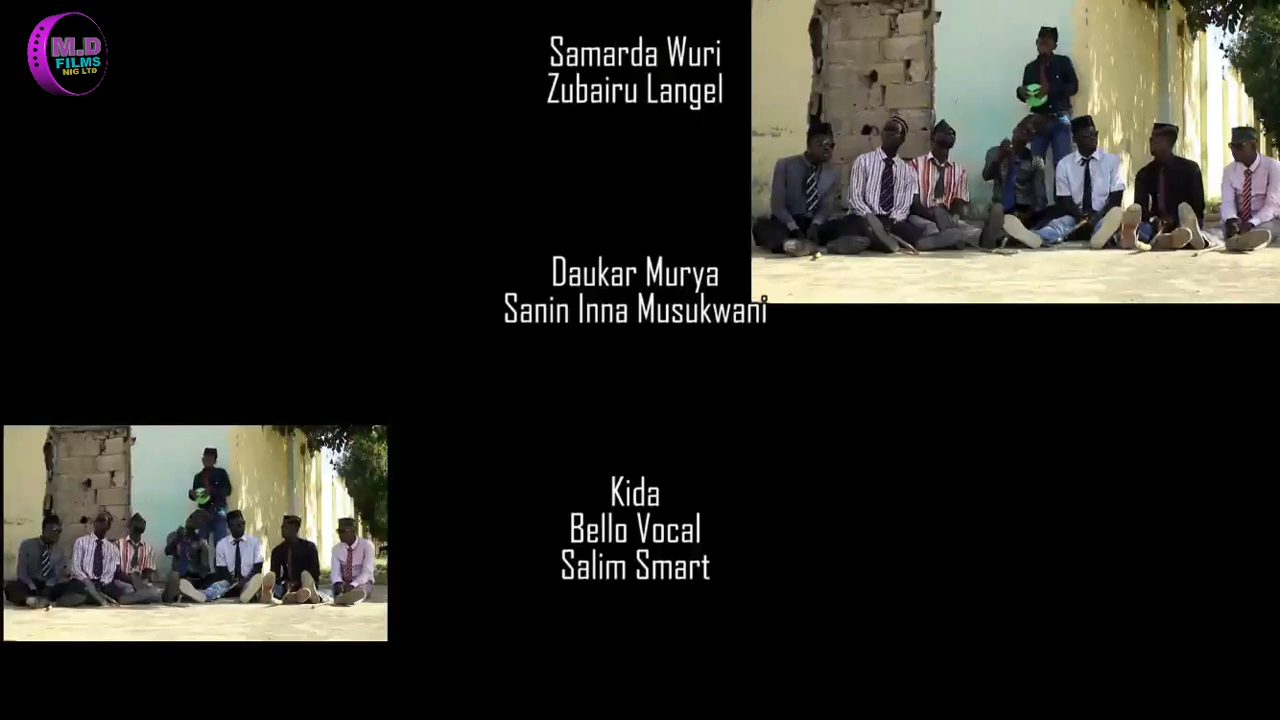 M.D
FILMS
NIG LTD
Samarda Wuri
Zubairu Langel
Daukar Murya
Sanin Inna Musukwani
Kida
Bello Vocal
Salim Smart